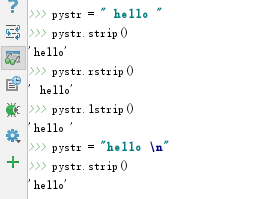 >>> pystr = " hello "
>>> pystr.strip()
'hello'
>>> pystr.rstrip()
' hello'
>>> pystr.lstrip()
'hello '
>>> pystr = "hello \n"
>>> pystr.strip()
'hello'